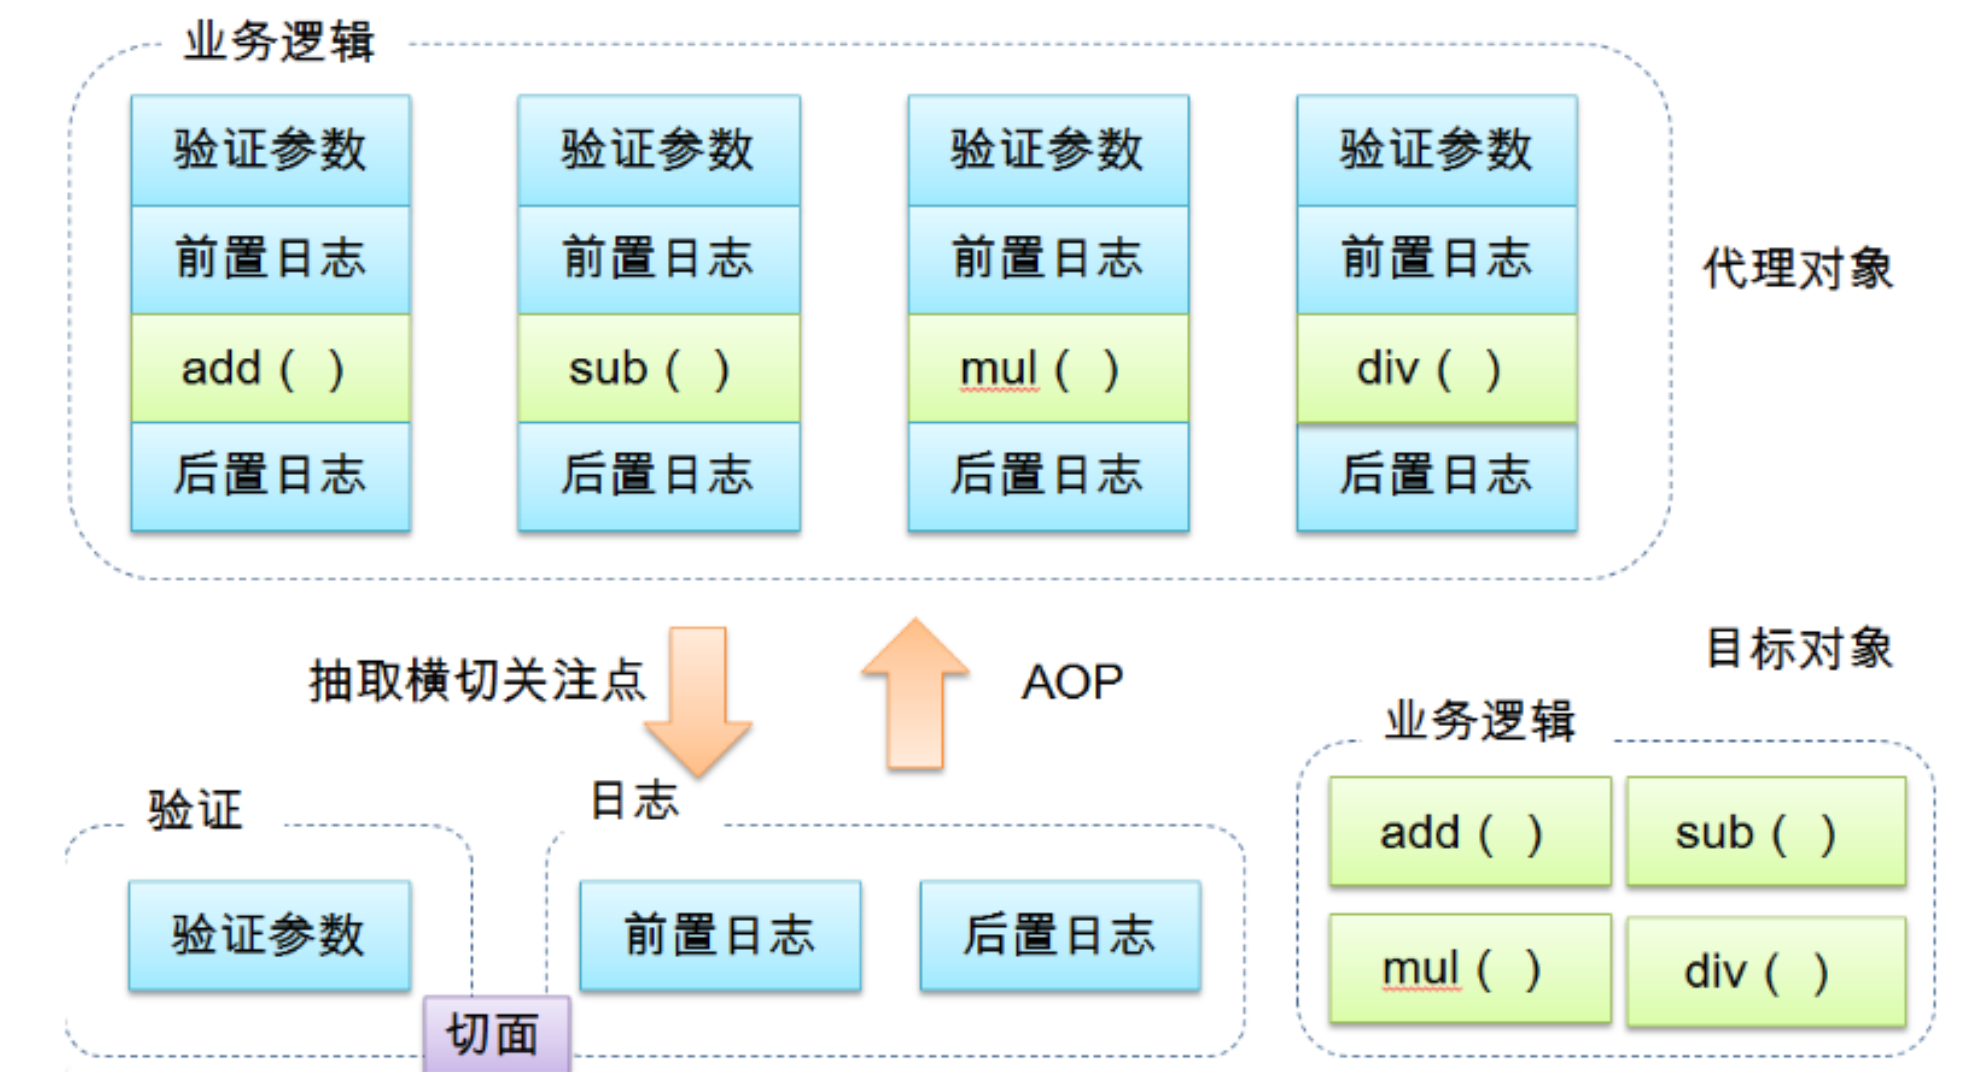 业务逻辑
验证参数 验证参数 验证参数 验证参数
前置日志 前置日志 前置日志 前置日志
代理对象
add ( ) sub ( ) mul ( ) div ( )
后置日志 后置日志 后置日志 后置日志
抽取横切关注点 AOP
目标对象
业务逻辑
验证 日志
add ( ) sub ( )
验证参数 前置日志 后置日志
mul ( ) div ( )
切面